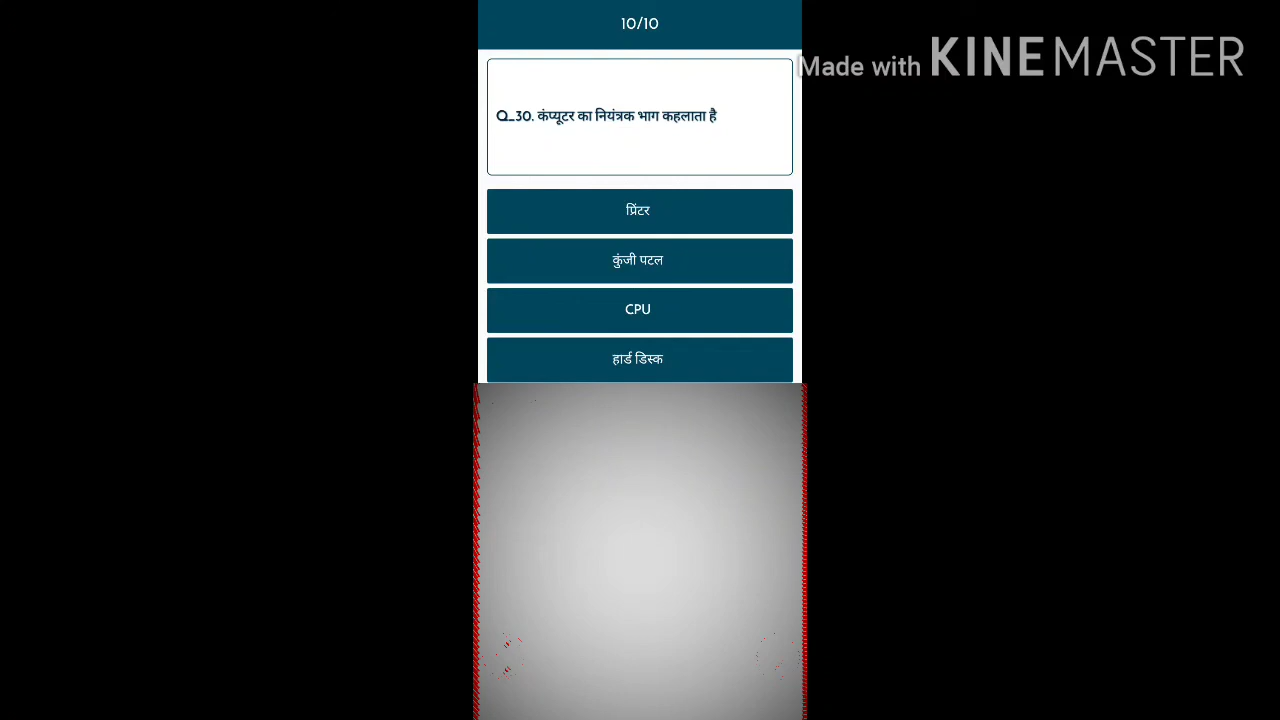 10/10
Made with KINEMASTER
Q_30. कंप्यूटर का नियंत्रक भाग कहलाता है
प्रिंटर
कुंजी पटल
CPU
हार्ड डिस्क